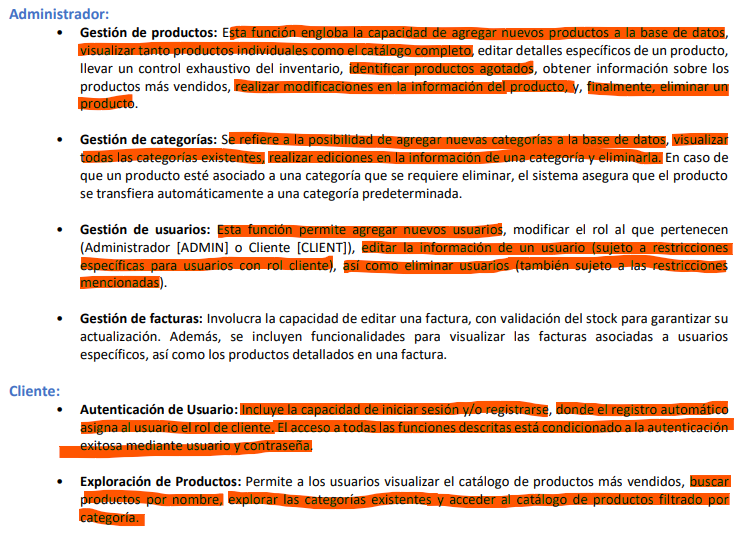 Administrador:
• Gestión de productos: Esta función engloba la capacidad de agregar nuevos productos a la base de datos,
visualizar tanto productos individuales como el catálogo completo, editar detalles específicos de un producto,
llevar un control exhaustivo del inventario, identificar productos agotados, obtener información sobre los
productos más vendidos, realizar modificaciones en la información del producto, y, finalmente, eliminar un
producto.
• Gestión de categorías: Se refiere a la posibilidad de agregar nuevas categorías a la base de datos, visualizar
todas las categorías existentes, realizar ediciones en la información de una categoría y eliminarla. En caso de
que un producto esté asociado a una categoría que se requiere eliminar, el sistema asegura que el producto
se transfiera automáticamente a una categoría predeterminada.
• Gestión de usuarios: Esta función permite agregar nuevos usuarios, modificar el rol al que pertenecen
(Administrador [ADMIN] o Cliente [CLIENT]), editar la información de un usuario (sujeto a restricciones
específicas para usuarios con rol cliente), así como eliminar usuarios (también sujeto a las restricciones
mencionadas).
• Gestión de facturas: Involucra la capacidad de editar una factura, con validación del stock para garantizar su
actualización. Además, se incluyen funcionalidades para visualizar las facturas asociadas a usuarios
específicos, así como los productos detallados en una factura.
Cliente:
• Autenticación de Usuario: Incluye la capacidad de iniciar sesión y/o registrarse, donde el registro automático
asigna al usuario el rol de cliente. El acceso a todas las funciones descritas está condicionado a la autenticación
exitosa mediante usuario y contraseña.
• Exploración de Productos: Permite a los usuarios visualizar el catálogo de productos más vendidos, buscar
productos por nombre, explorar las categorías existentes y acceder al catálogo de productos filtrado por
categoría.